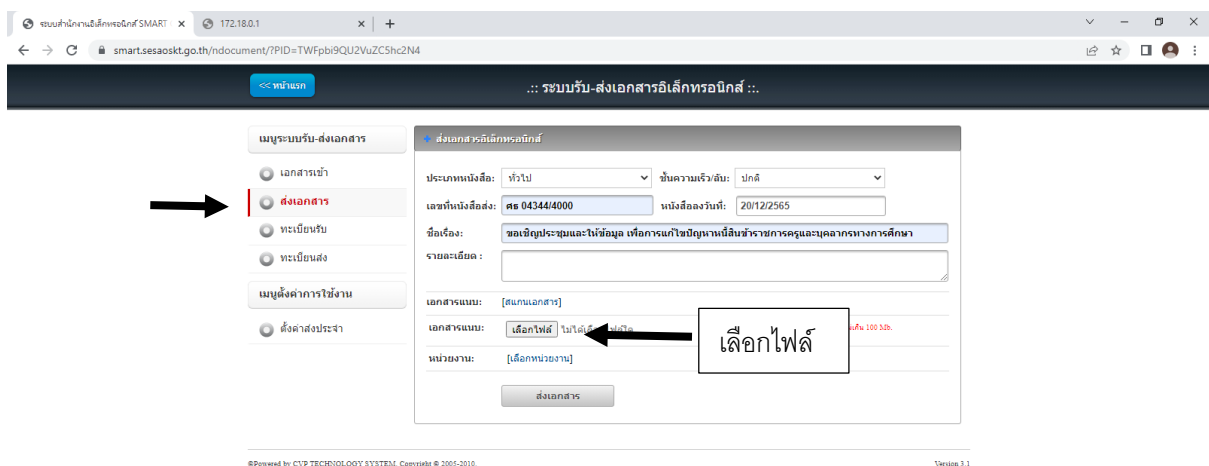 ระบบสำนักงานอิเล็กทรอนิกส์ SMART
172.18.0.1
smart.sesaoskt.go.th/ndocument/?PID=TWFpbi9QU2VuZC5hc2N4
<< หน้าแรก
.:: ระบบรับ-ส่งเอกสารอิเล็กทรอนิกส์ ::.
เมนูระบบรับ-ส่งเอกสาร
เอกสารเข้า
ส่งเอกสาร
ทะเบียนรับ
ทะเบียนส่ง
เมนูตั้งค่าการใช้งาน
ตั้งค่าส่งประจำ
ส่งเอกสารอิเล็กทรอนิกส์
ประเภทหนังสือ: ทั่วไป ชั้นความเร็ว/ลับ: ปกติ
เลขที่หนังสือส่ง: ศธ 04344/4000 หนังสือลงวันที่: 20/12/2565
ชื่อเรื่อง: ขอเชิญประชุมและให้ข้อมูล เพื่อการแก้ไขปัญหาหนี้สินข้าราชการครูและบุคลากรทางการศึกษา
รายละเอียด :
เอกสารแนบ: [สแกนเอกสาร]
เอกสารแนบ: เลือกไฟล์ 100 Mb.
เลือกไฟล์
หน่วยงาน: [เลือกหน่วยงาน]
ส่งเอกสาร
©Powered by CVP TECHNOLOGY SYSTEM. Copyright © 2005-2010.
Version 3.1